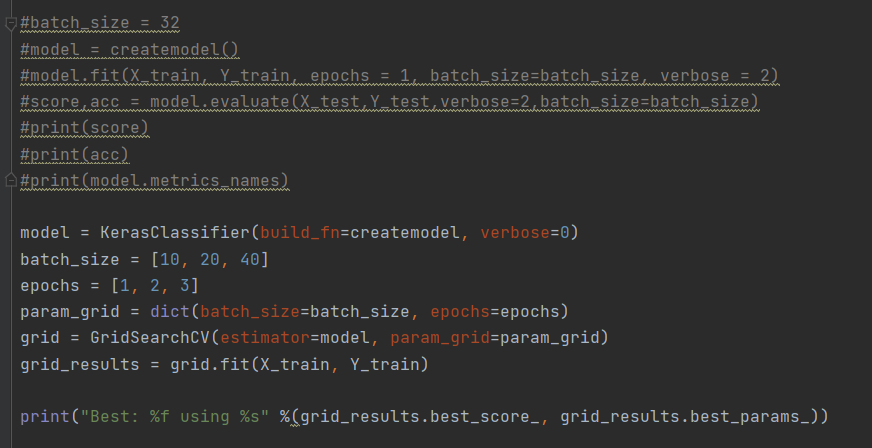 #batch_size = 32
#model = createmodel()
#model.fit(X_train, Y_train, epochs = 1, batch_size=batch_size, verbose = 2)
#score,acc = model.evaluate(X_test,Y_test,verbose=2,batch_size=batch_size)
#print(score)
#print(acc)
#print(model.metrics_names)
model = KerasClassifier(build_fn=createmodel, verbose=0)
batch_size = [10, 20, 40]
epochs = [1, 2, 3]
param_grid = dict(batch_size=batch_size, epochs=epochs)
grid = GridSearchCV(estimator=model, param_grid=param_grid)
grid_results = grid.fit(X_train, Y_train)
print("Best: %f using %s" %(grid_results.best_score_, grid_results.best_params_))